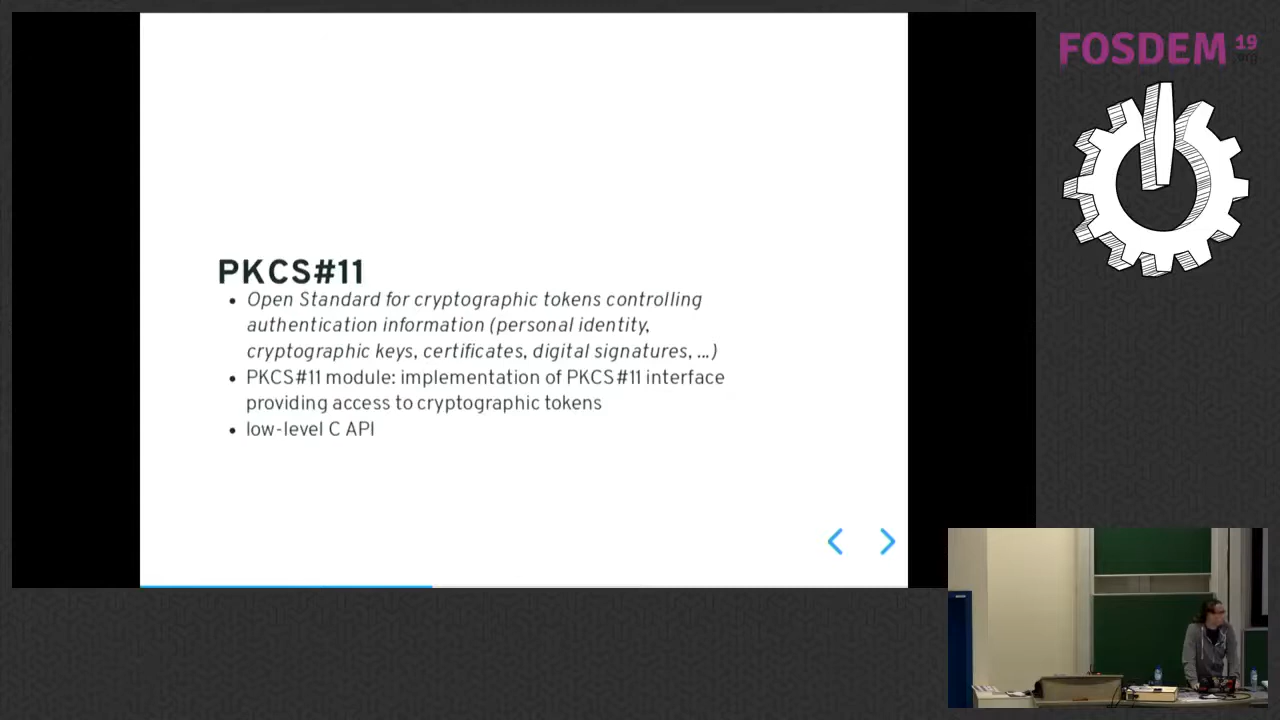 FOSDEM 19
.org
PKCS#11
Open Standard for cryptographic tokens controlling
authentication information (personal identity,
cryptographic keys, certificates, digital signatures, ...)
PKCS#11 module: implementation of PKCS#11 interface
providing access to cryptographic tokens
low-level C API